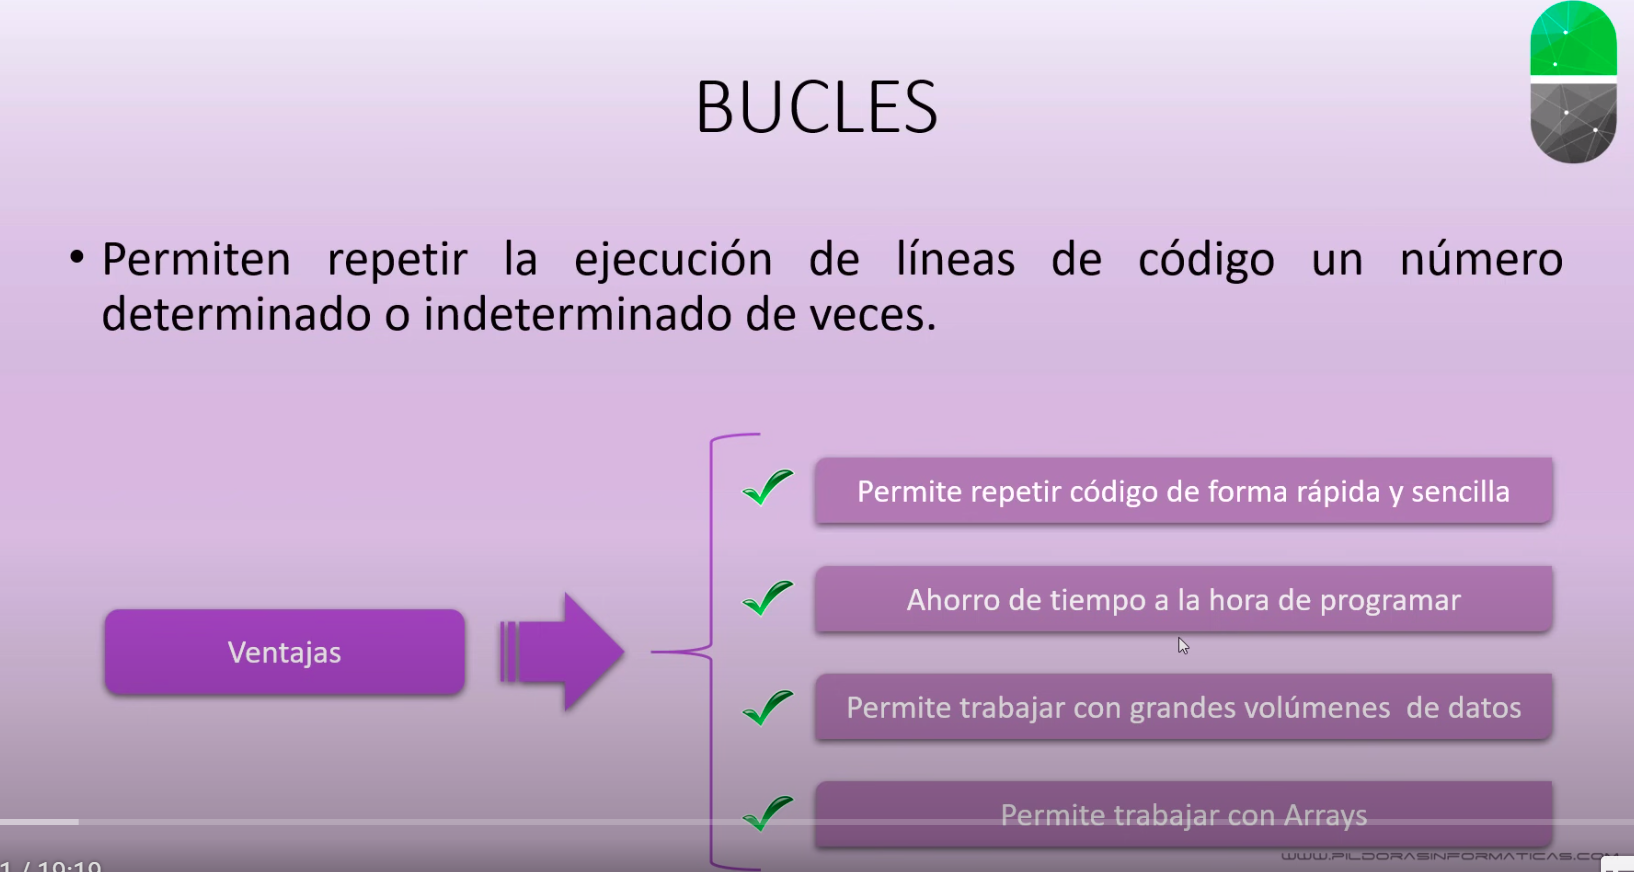 BUCLES
• Permiten repetir la ejecución de líneas de código un número
determinado o indeterminado de veces.
Ventajas
Permite repetir código de forma rápida y sencilla
Ahorro de tiempo a la hora de programar
Permite trabajar con grandes volúmenes de datos
Permite trabajar con Arrays
WWW.PILDORASINFORMATICAS.COM
1 / 19:19